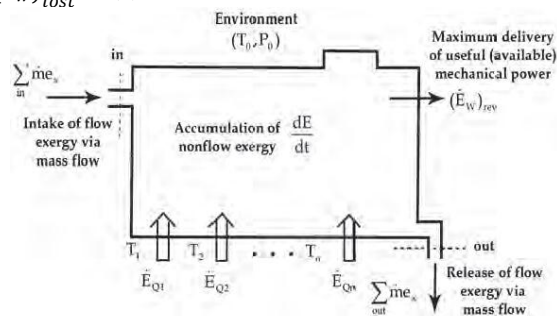 lost
Environment
(T₀, P₀)
Maximum delivery
of useful (available)
mechanical power
(Ė_W)_rev
in
∑ ṁeₓ
in
Intake of flow
exergy via
mass flow
Accumulation of dE/dt
nonflow exergy
T₁ T₂ . . . Tₙ
Ė_Q1 Ė_Q2 Ė_Qn
out
∑ ṁeₓ
out
Release of flow
exergy via
mass flow